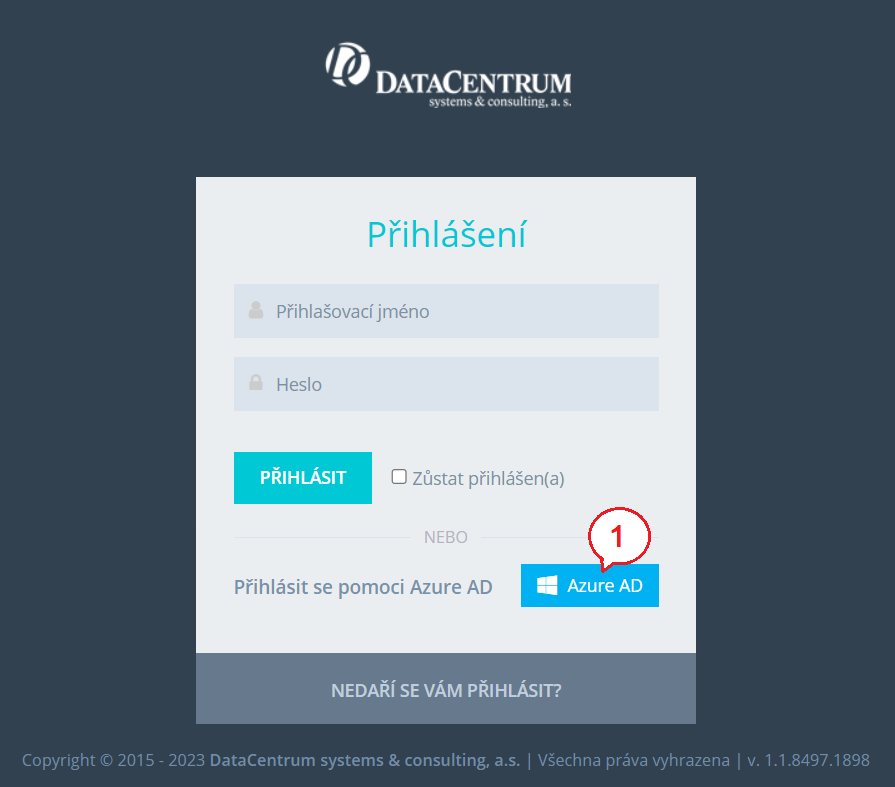 DATACENTRUM
systems & consulting, a. s.
Přihlášení
Přihlašovací jméno
Heslo
PŘIHLÁSIT
Zůstat přihlášen(a)
NEBO
1
Přihlásit se pomoci Azure AD
Azure AD
NEDAŘÍ SE VÁM PŘIHLÁSIT?
Copyright © 2015 - 2023 DataCentrum systems & consulting, a.s. | Všechna práva vyhrazena | v. 1.1.8497.1898